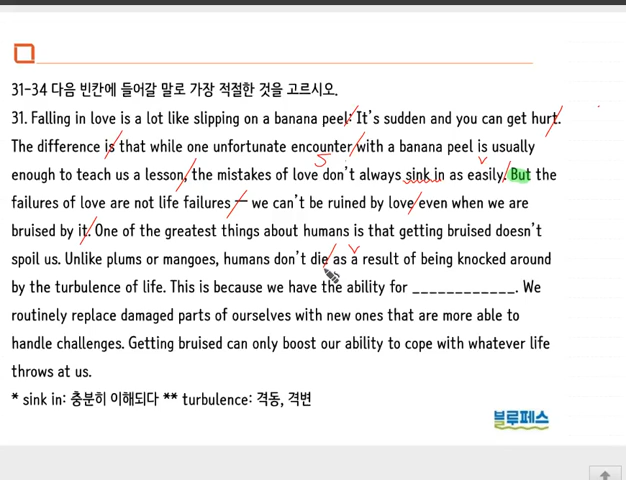 31-34 다음 빈칸에 들어갈 말로 가장 적절한 것을 고르시오.
31. Falling in love is a lot like slipping on a banana peel: It's sudden and you can get hurt.
The difference is that while one unfortunate encounter with a banana peel is usually
S V
enough to teach us a lesson, the mistakes of love don't always sink in as easily. But the
failures of love are not life failures — we can't be ruined by love even when we are
bruised by it. One of the greatest things about humans is that getting bruised doesn't
spoil us. Unlike plums or mangoes, humans don't die as a result of being knocked around
by the turbulence of life. This is because we have the ability for ____________. We
routinely replace damaged parts of ourselves with new ones that are more able to
handle challenges. Getting bruised can only boost our ability to cope with whatever life
throws at us.
* sink in: 충분히 이해되다 ** turbulence: 격동, 격변
블루페스